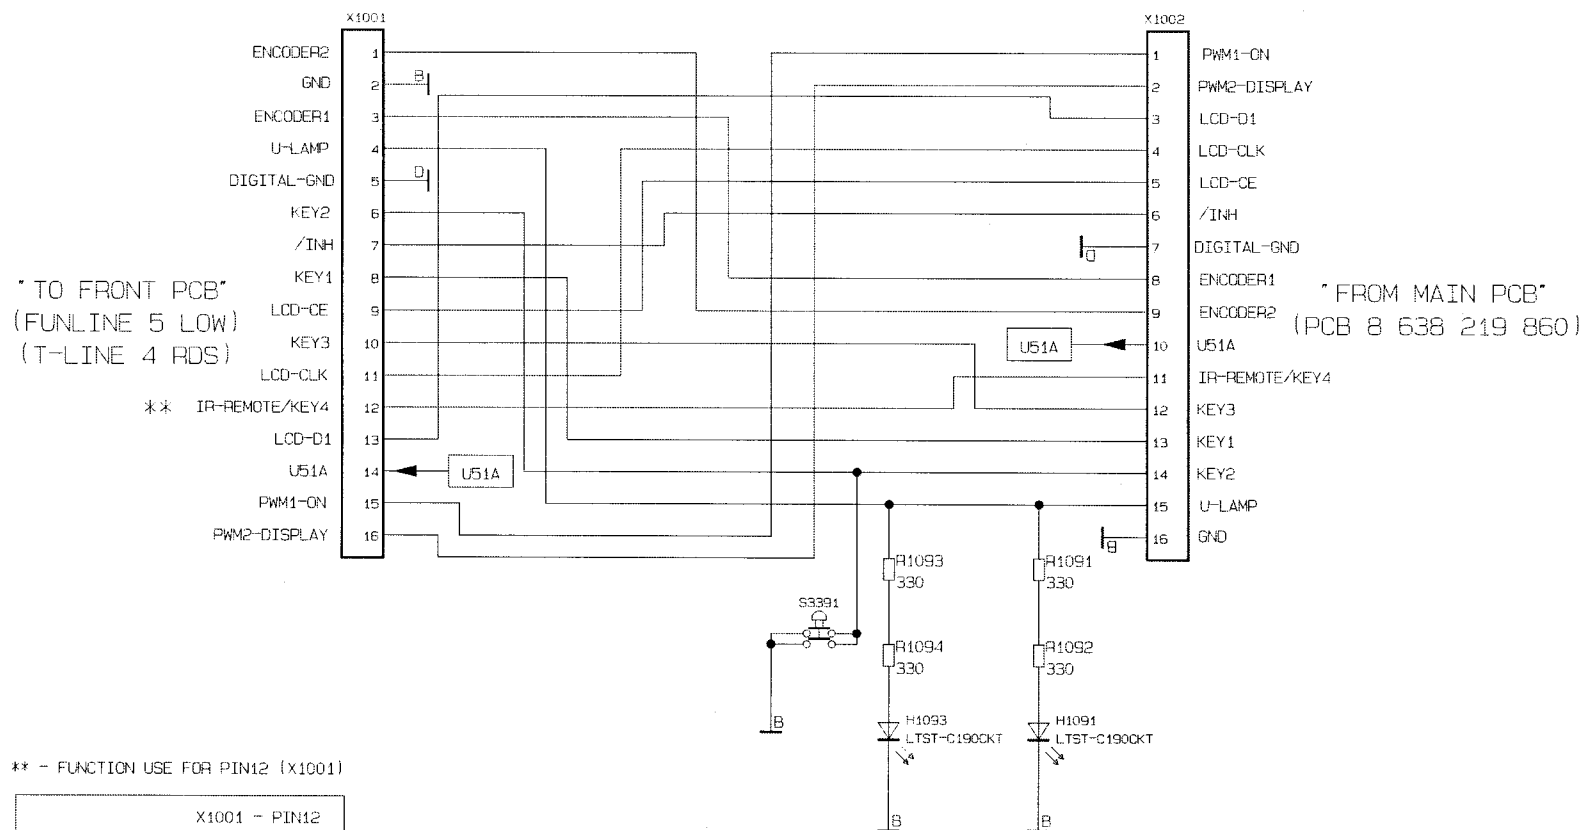 X1001
ENCODER2 1
GND 2 B
ENCODER1 3
U-LAMP 4
DIGITAL-GND 5 D
KEY2 6
/INH 7
KEY1 8
LCD-CE 9
KEY3 10
LCD-CLK 11
** IR-REMOTE/KEY4 12
LCD-D1 13
U51A 14 U51A
PWM1-ON 15
PWM2-DISPLAY 16
"TO FRONT PCB"
(FUNLINE 5 LOW)
(T-LINE 4 RDS)
X1002
1 PWM1-ON
2 PWM2-DISPLAY
3 LCD-D1
4 LCD-CLK
5 LCD-CE
6 /INH
D 7 DIGITAL-GND
8 ENCODER1
9 ENCODER2
U51A 10 U51A
11 IR-REMOTE/KEY4
12 KEY3
13 KEY1
14 KEY2
15 U-LAMP
B 16 GND
"FROM MAIN PCB"
(PCB 8 638 219 860)
S3391
B
R1093
330
R1094
330
H1093
LTST-C190CKT
B
R1091
330
R1092
330
H1091
LTST-C190CKT
B
** - FUNCTION USE FOR PIN12 (X1001)
X1001 - PIN12